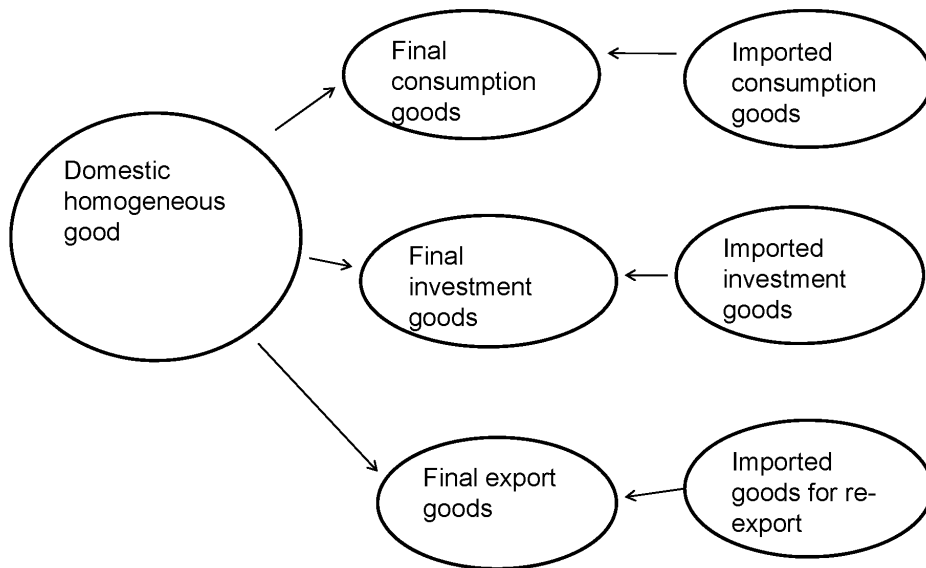 Final
consumption
goods
Imported
consumption
goods
Domestic
homogeneous
good
Final
investment
goods
Imported
investment
goods
Final export
goods
Imported
goods for re-
export